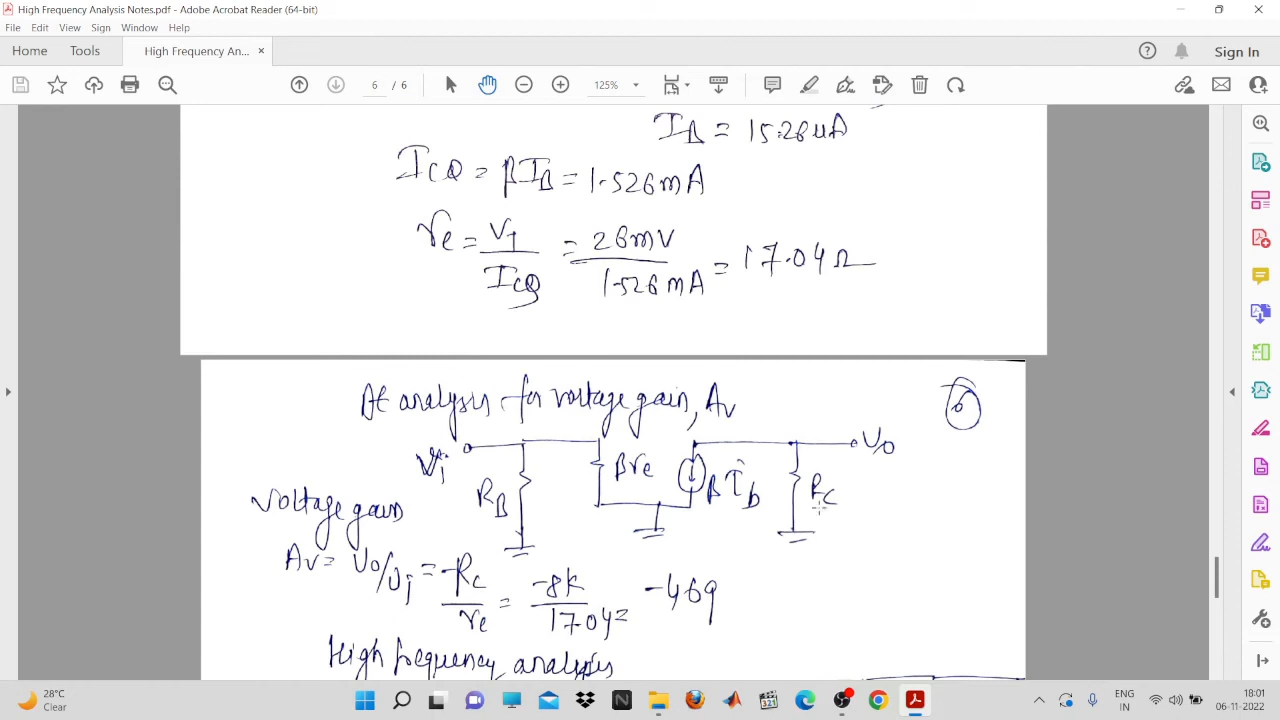 High Frequency Analysis Notes.pdf - Adobe Acrobat Reader (64-bit)
File Edit View Sign Window Help
Home Tools High Frequency An... × Sign In
6 / 6 125%
IB = 15.26uA
ICQ = βIB = 1.526mA
re = VT / ICQ = 26mV / 1.526mA = 17.04Ω
AC analysis for voltage gain, Av
6
Vi RB βre βib RC Vo
Voltage gain
Av = Vo/Vi = -RC / re = -8k / 17.04 = -469
High frequency analysis
28°C
Clear
321
ENG
IN
18:01
06-11-2022